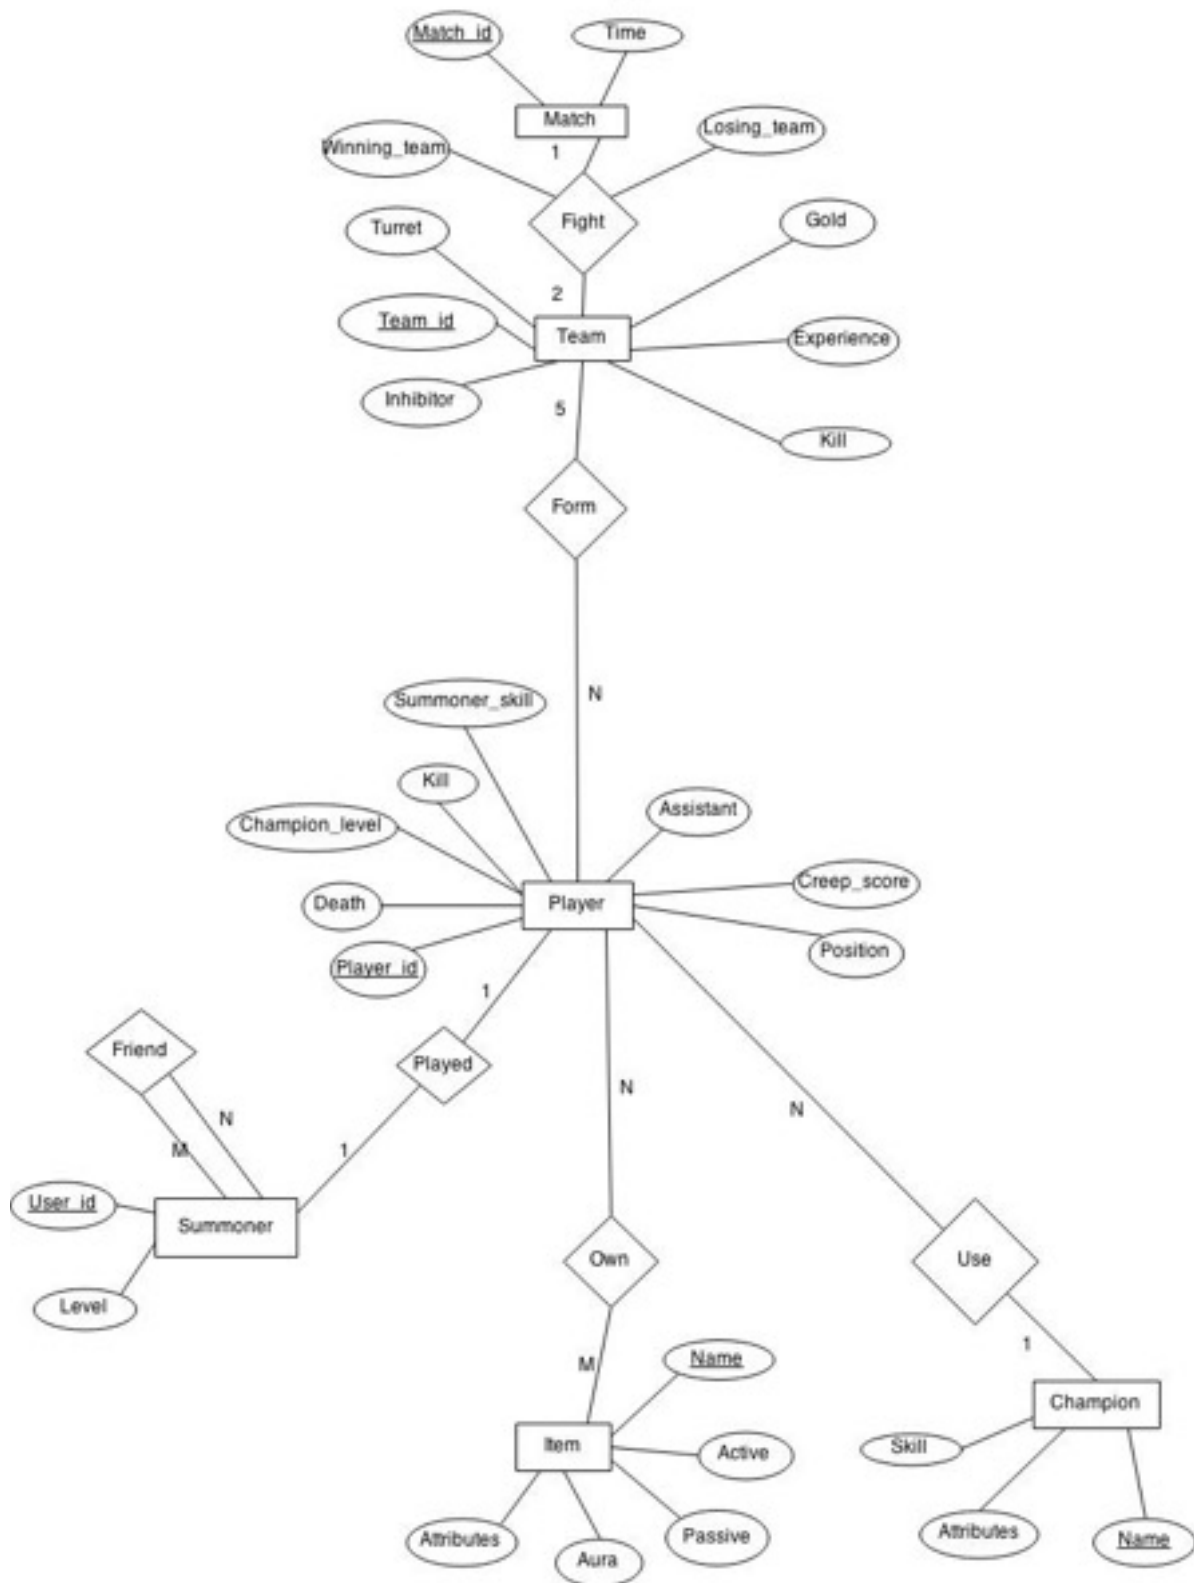 Match_id
Time
Match
Losing_team
Winning_team
1
Fight
Turret
Gold
2
Team_id
Team
Experience
Inhibitor
5
Kill
Form
N
Summoner_skill
Kill
Assistant
Champion_level
Creep_score
Death
Player
Position
Player_id
1
Friend
Played
N
N
N
M
1
User_id
Summoner
Own
Use
Level
1
M
Name
Champion
Item
Active
Skill
Attributes
Passive
Attributes
Aura
Name